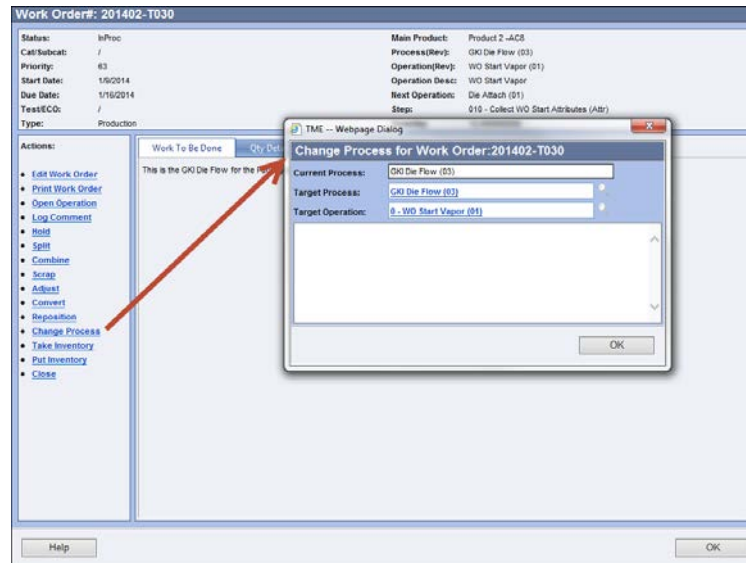 Work Order#: 201402-T030
Status: InProc
Cat/Subcat: /
Priority: 63
Start Date: 1/9/2014
Due Date: 1/16/2014
Test/ECO: /
Type: Production
Main Product: Product 2 -AC8
Process(Rev): GKI Die Flow (03)
Operation(Rev): WO Start Vapor (01)
Operation Desc: WO Start Vapor
Next Operation: Die Attach (01)
Step: 010 - Collect WO Start Attributes (Attr)
Actions:
Edit Work Order
Print Work Order
Open Operation
Log Comment
Hold
Split
Combine
Scrap
Adjust
Convert
Reposition
Change Process
Take Inventory
Put Inventory
Close
Work To Be Done
Qty
This is the GKI Die Flow for the
TME -- Webpage Dialog
Change Process for Work Order:201402-T030
Current Process: GKI Die Flow (03)
Target Process: GKI Die Flow (03)
Target Operation: 0 - WO Start Vapor (01)
OK
Help
OK